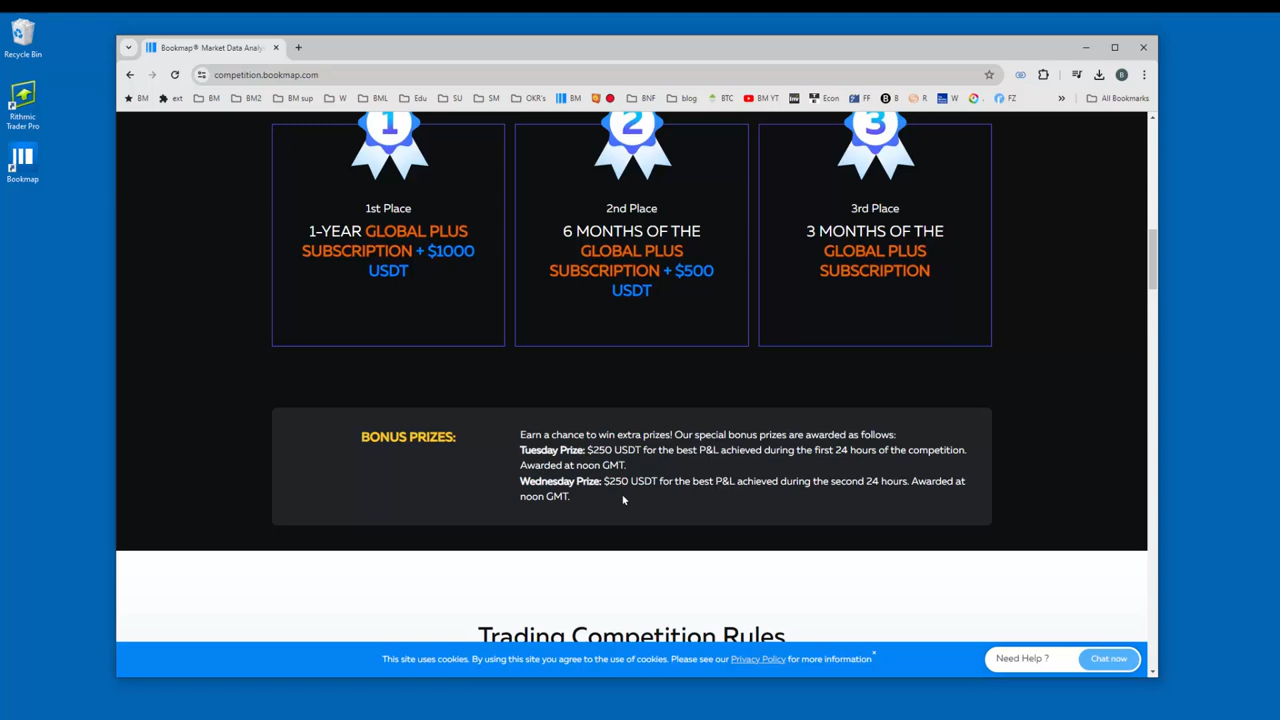 Recycle Bin
Rithmic
Trader Pro
Bookmap
Bookmap® Market Data Analy
competition.bookmap.com
BM ext BM BM2 BM sup W BML Edu SU SM OKR's BM BNF blog BTC BM YT Econ FF B R W FZ All Bookmarks
1 2 3
1st Place
1-YEAR GLOBAL PLUS
SUBSCRIPTION + $1000
USDT
2nd Place
6 MONTHS OF THE
GLOBAL PLUS
SUBSCRIPTION + $500
USDT
3rd Place
3 MONTHS OF THE
GLOBAL PLUS
SUBSCRIPTION
BONUS PRIZES:
Earn a chance to win extra prizes! Our special bonus prizes are awarded as follows:
Tuesday Prize: $250 USDT for the best P&L achieved during the first 24 hours of the competition.
Awarded at noon GMT.
Wednesday Prize: $250 USDT for the best P&L achieved during the second 24 hours. Awarded at
noon GMT.
Trading Competition Rules
This site uses cookies. By using this site you agree to the use of cookies. Please see our Privacy Policy for more information
Need Help ?
Chat now